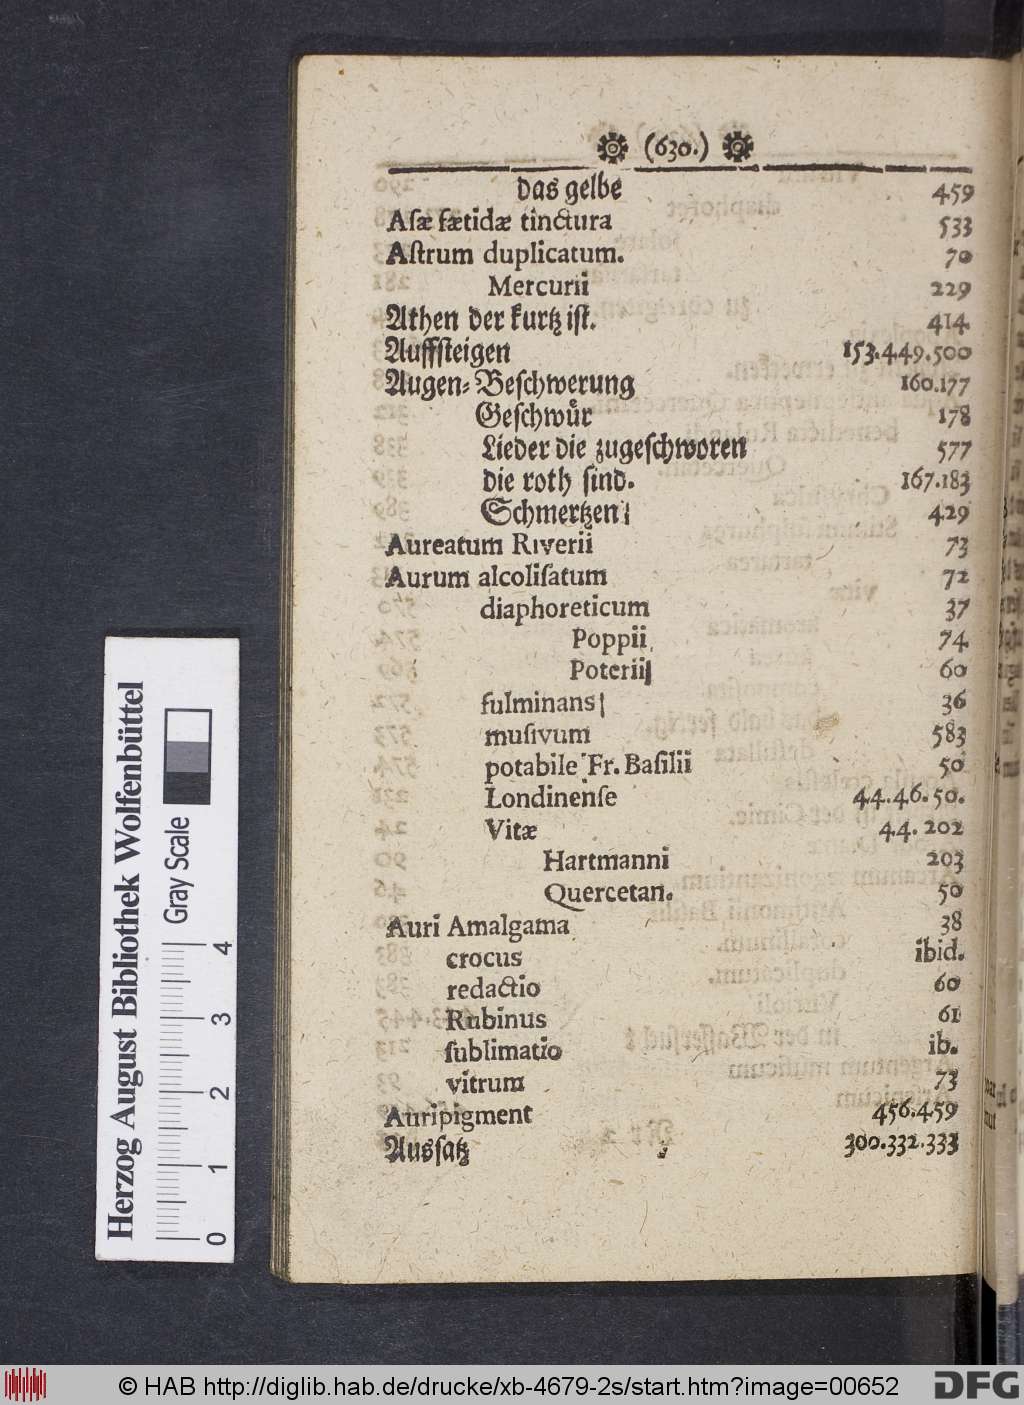 (630.)
das gelbe 459
Aſæ fætidæ tinctura 533
Aſtrum duplicatum. 70
Mercurii 229
Athen der kurtz iſt. 414
Auffſteigen 153.449.500
Augen-Beſchwerung 160.177
Geſchwuͤr 178
Lieder die zugeſchworen 577
die roth ſind. 167.183
Schmertzen 429
Aureatum Riverii 73
Aurum alcoliſatum 72
diaphoreticum 37
Poppii 74
Poterii 60
fulminans 36
muſivum 583
potabile Fr. Baſilii 50
Londinenſe 44.46.50.
Vitæ 44.202
Hartmanni 203
Quercetan. 50
Auri Amalgama 38
crocus ibid.
redactio 60
Rubinus 61
ſublimatio ib.
vitrum 73
Auripigment 456.459
Ausſatz 300.332.333
Herzog August Bibliothek Wolfenbüttel
Gray Scale
0 1 2 3 4
© HAB http://diglib.hab.de/drucke/xb-4679-2s/start.htm?image=00652
DFG